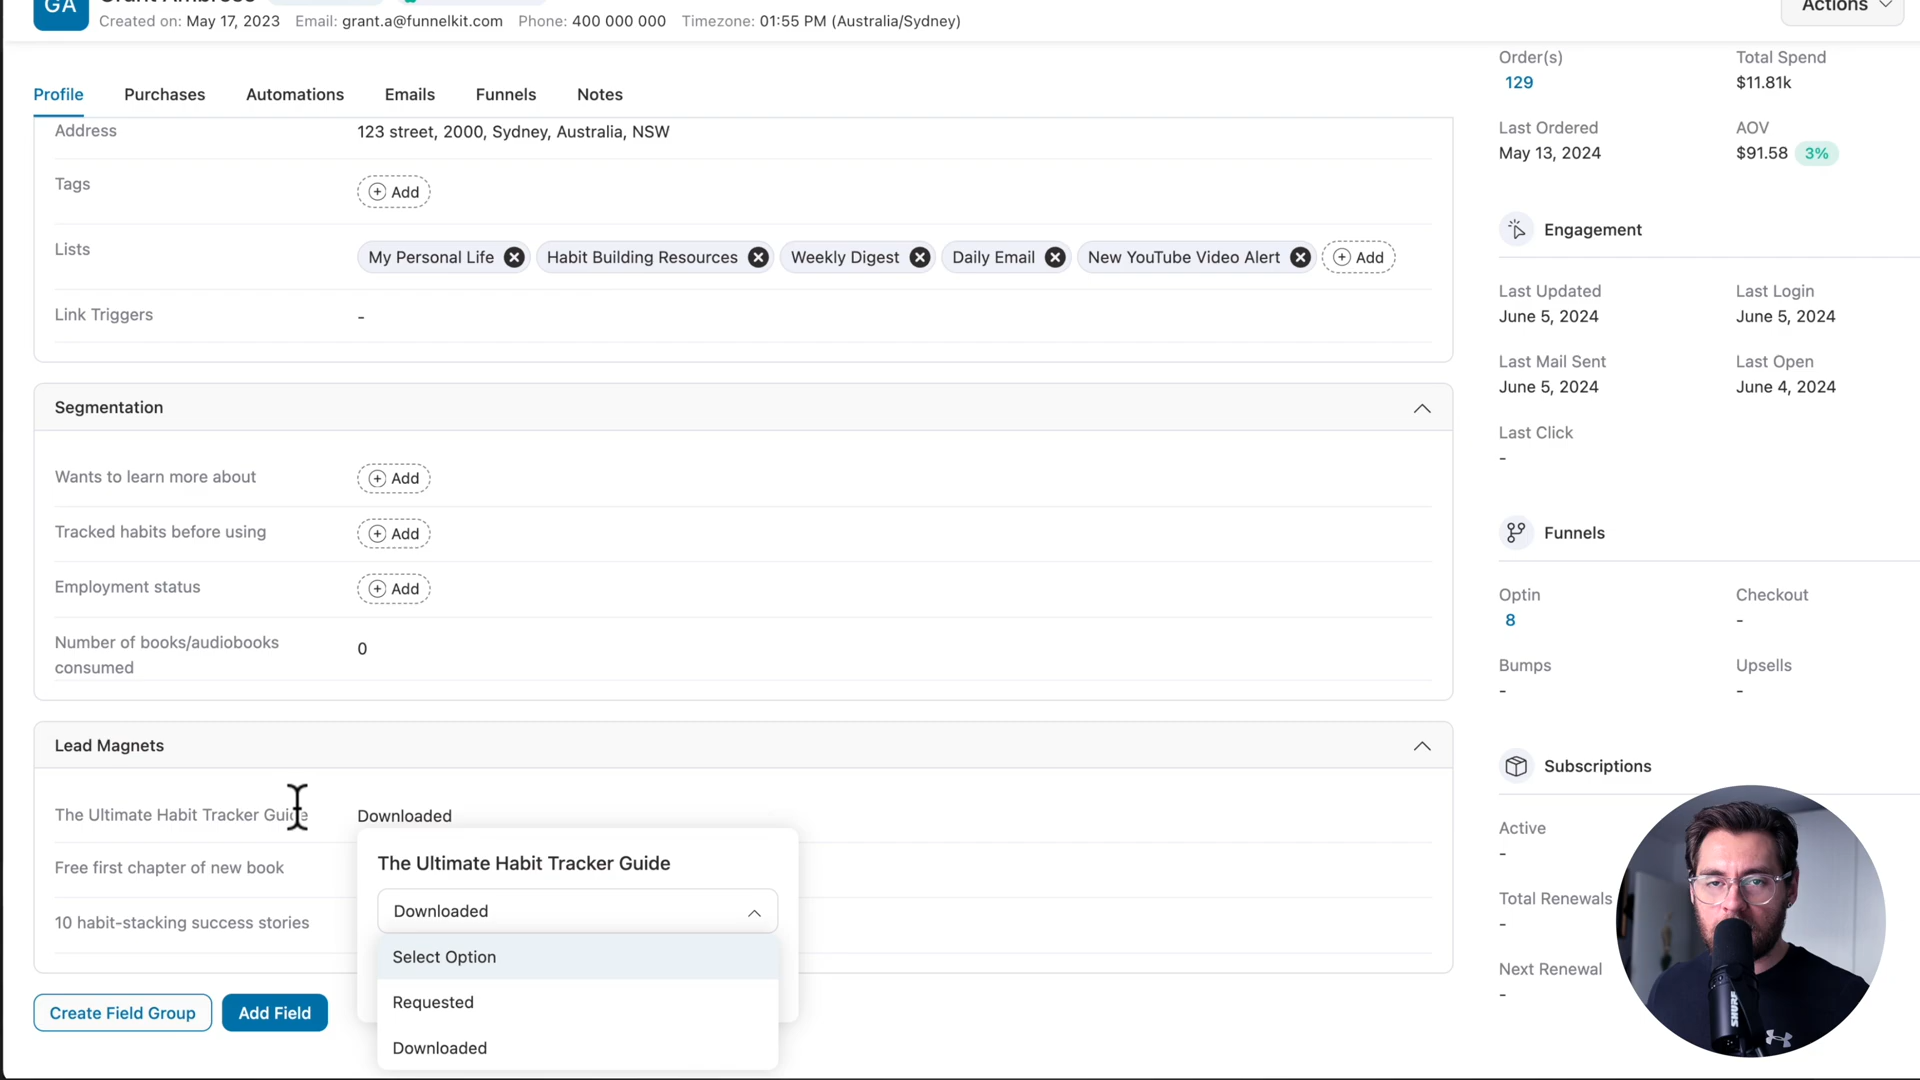 GA
Created on: May 17, 2023 Email: grant.a@funnelkit.com Phone: 400 000 000 Timezone: 01:55 PM (Australia/Sydney)
Actions
Profile Purchases Automations Emails Funnels Notes
Address 123 street, 2000, Sydney, Australia, NSW
Tags Add
Lists My Personal Life Habit Building Resources Weekly Digest Daily Email New YouTube Video Alert Add
Link Triggers -
Segmentation
Wants to learn more about Add
Tracked habits before using Add
Employment status Add
Number of books/audiobooks
consumed
0
Lead Magnets
The Ultimate Habit Tracker Guide Downloaded
Free first chapter of new book
10 habit-stacking success stories
The Ultimate Habit Tracker Guide
Downloaded
Select Option
Requested
Downloaded
Create Field Group Add Field
Order(s) Total Spend
129 $11.81k
Last Ordered AOV
May 13, 2024 $91.58 3%
Engagement
Last Updated Last Login
June 5, 2024 June 5, 2024
Last Mail Sent Last Open
June 5, 2024 June 4, 2024
Last Click
-
Funnels
Optin Checkout
8 -
Bumps Upsells
- -
Subscriptions
Active
-
Total Renewals
-
Next Renewal
-
SHURE